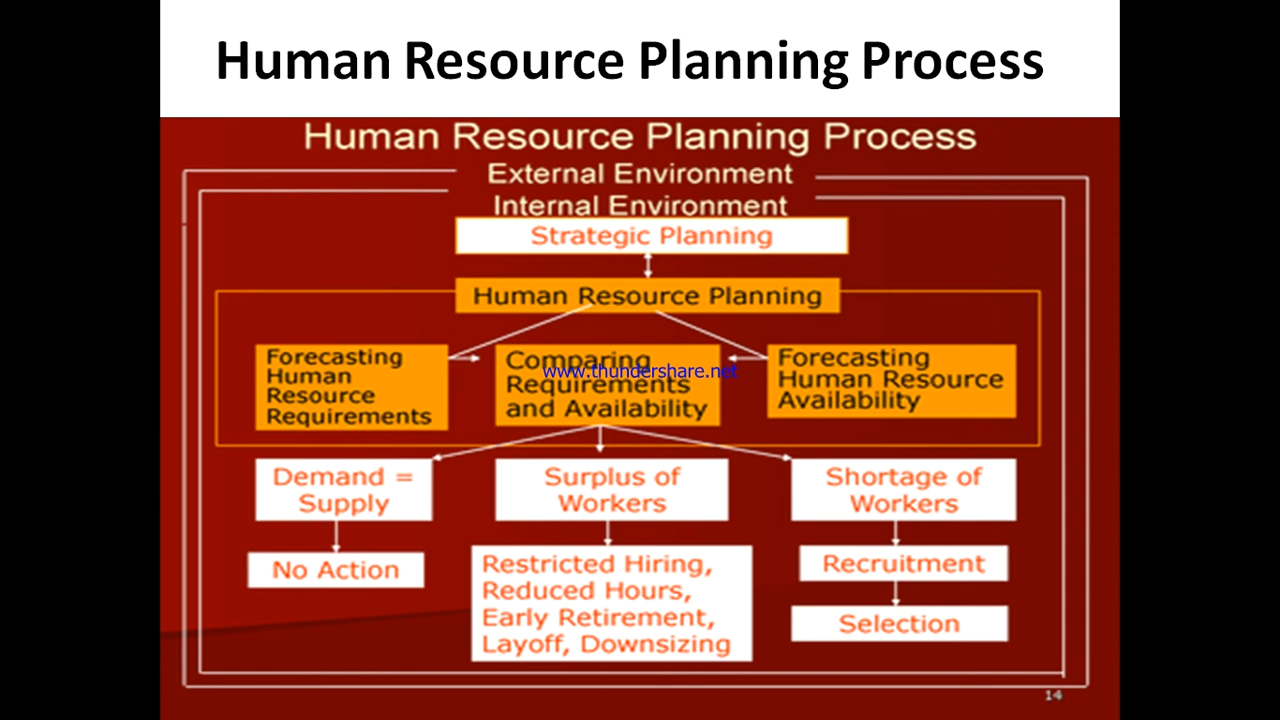 Human Resource Planning Process
Human Resource Planning Process
External Environment
Internal Environment
Strategic Planning
Human Resource Planning
Forecasting
Human
Resource
Requirements
Comparing
Requirements
and Availability
www.thundershare.net
Forecasting
Human Resource
Availability
Demand =
Supply
Surplus of
Workers
Shortage of
Workers
No Action
Restricted Hiring,
Reduced Hours,
Early Retirement,
Layoff, Downsizing
Recruitment
Selection
14